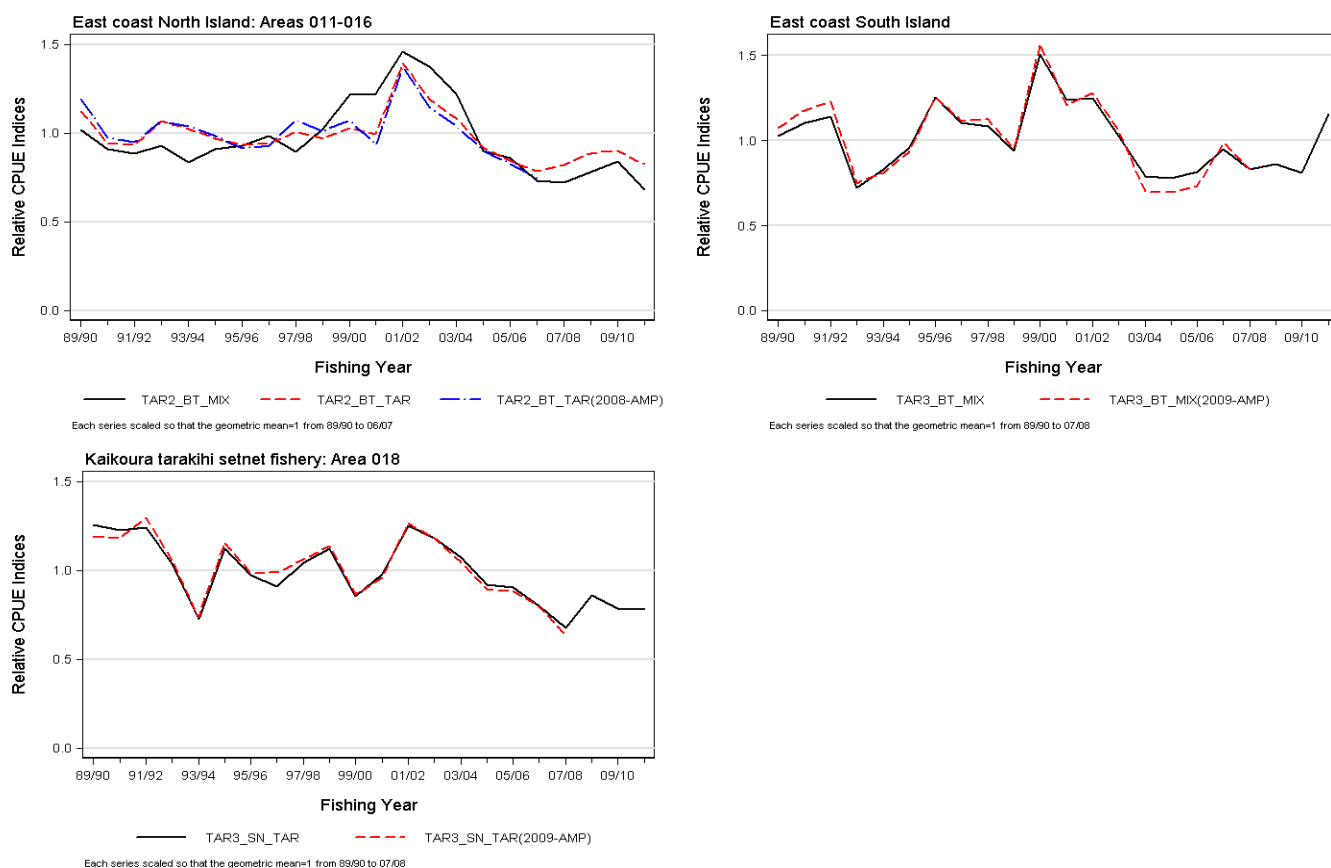 East coast North Island: Areas 011-016
Relative CPUE Indices
1.5
1.0
0.5
0.0
89/90 91/92 93/94 95/96 97/98 99/00 01/02 03/04 05/06 07/08 09/10
Fishing Year
TAR2_BT_MIX TAR2_BT_TAR TAR2_BT_TAR(2008-AMP)
Each series scaled so that the geometric mean=1 from 89/90 to 06/07
East coast South Island
Relative CPUE Indices
1.5
1.0
0.5
0.0
89/90 91/92 93/94 95/96 97/98 99/00 01/02 03/04 05/06 07/08 09/10
Fishing Year
TAR3_BT_MIX TAR3_BT_MIX(2009-AMP)
Each series scaled so that the geometric mean=1 from 89/90 to 07/08
Kaikoura tarakihi setnet fishery: Area 018
Relative CPUE Indices
1.5
1.0
0.5
0.0
89/90 91/92 93/94 95/96 97/98 99/00 01/02 03/04 05/06 07/08 09/10
Fishing Year
TAR3_SN_TAR TAR3_SN_TAR(2009-AMP)
Each series scaled so that the geometric mean=1 from 89/90 to 07/08